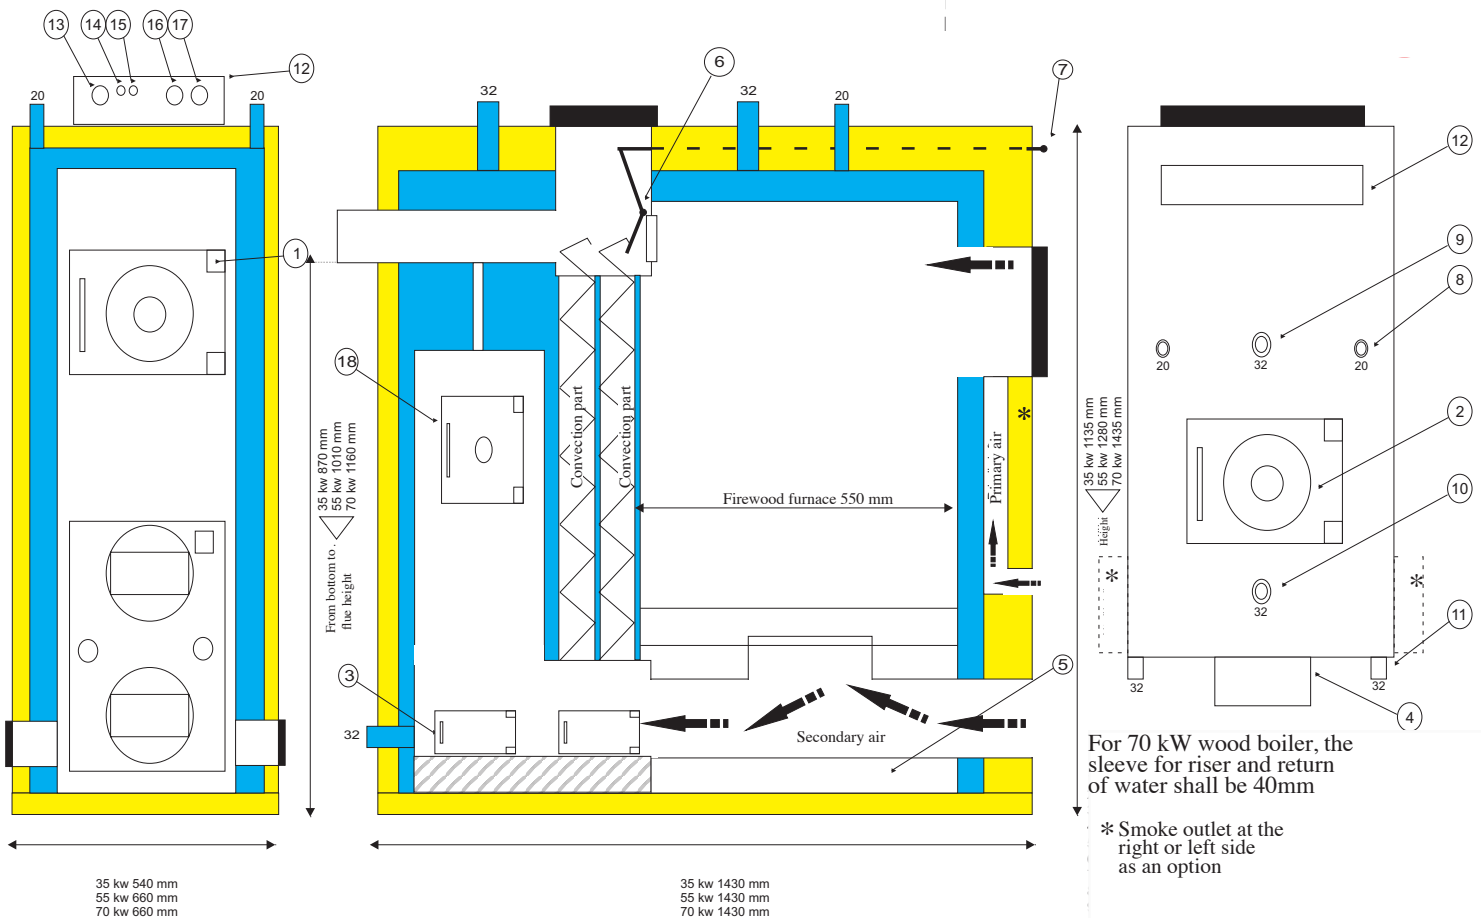 13
14
15
16
17
12
20
20
1
35 kw 540 mm
55 kw 660 mm
70 kw 660 mm
35 kw 870 mm
55 kw 1010 mm
70 kw 1160 mm
From bottom to
flue height
32
6
32
20
7
18
Convection part
Convection part
Firewood furnace 550 mm
Primary air
*
3
32
Secondary air
5
35 kw 1430 mm
55 kw 1430 mm
70 kw 1430 mm
35 kw 1135 mm
55 kw 1280 mm
70 kw 1435 mm
Height
12
9
8
20
32
20
2
10
*
*
32
11
32
32
4
For 70 kW wood boiler, the
sleeve for riser and return
of water shall be 40mm
* Smoke outlet at the
right or left side
as an option